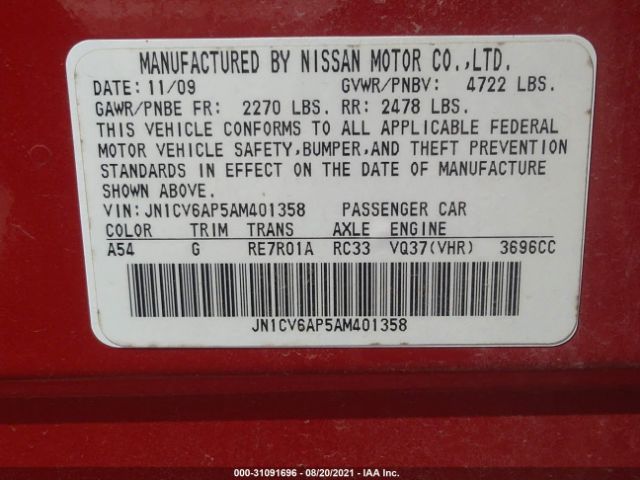 MANUFACTURED BY NISSAN MOTOR CO.,LTD.
DATE: 11/09 GVWR/PNBV: 4722 LBS.
GAWR/PNBE FR: 2270 LBS. RR: 2478 LBS.
THIS VEHICLE CONFORMS TO ALL APPLICABLE FEDERAL
MOTOR VEHICLE SAFETY,BUMPER,AND THEFT PREVENTION
STANDARDS IN EFFECT ON THE DATE OF MANUFACTURE
SHOWN ABOVE.
VIN:JN1CV6AP5AM401358 PASSENGER CAR
COLOR TRIM TRANS AXLE ENGINE
A54 G RE7R01A RC33 VQ37(VHR) 3696CC
JN1CV6AP5AM401358
000-31091696 - 08/20/2021 - IAA Inc.